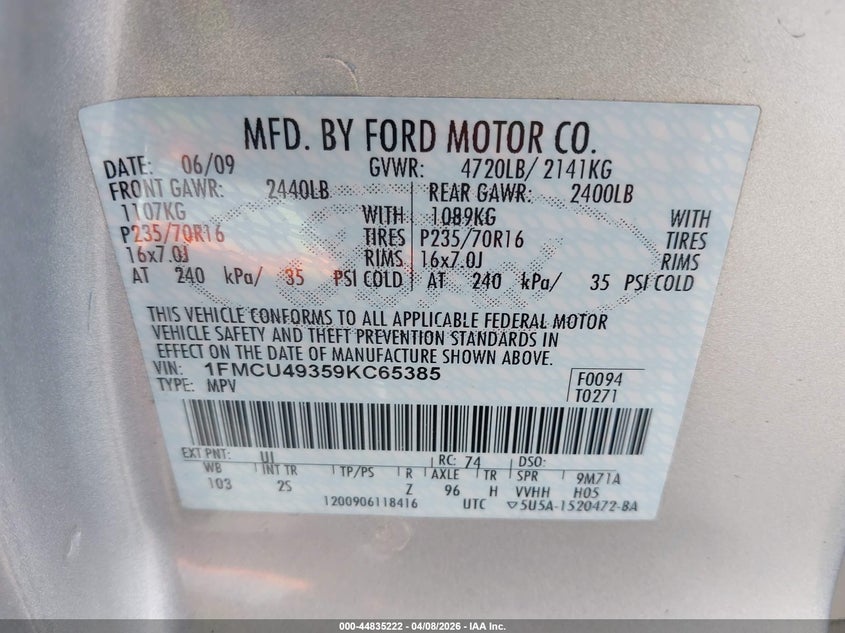 MFD. BY FORD MOTOR CO.
DATE: 06/09 GVWR: 4720LB/ 2141KG
FRONT GAWR: 2440LB REAR GAWR: 2400LB
1107KG WITH 1089KG WITH
P235/70R16 TIRES P235/70R16 TIRES
16x7.0J RIMS 16x7.0J RIMS
AT 240 kPa/ 35 PSI COLD AT 240 kPa/ 35 PSI COLD
THIS VEHICLE CONFORMS TO ALL APPLICABLE FEDERAL MOTOR
VEHICLE SAFETY AND THEFT PREVENTION STANDARDS IN
EFFECT ON THE DATE OF MANUFACTURE SHOWN ABOVE.
VIN: 1FMCU49359KC65385 F0094
TYPE: MPV T0271
EXT PNT: UI RC: 74 DSO:
WB INT TR TP/PS R AXLE TR SPR 9M71A
103 2S Z 96 H VVHH H05
1200906118416 UTC ▽5U5A-1520472-BA
000-44835222 - 04/08/2026 - IAA Inc.